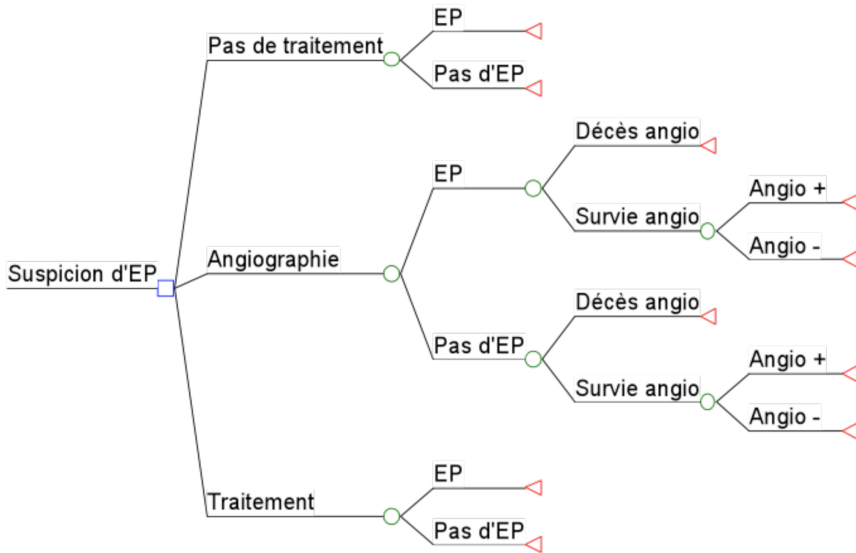 EP
Pas de traitement
Pas d'EP
Décès angio
EP
Angio +
Survie angio
Angio -
Angiographie
Suspicion d'EP
Décès angio
Pas d'EP
Angio +
Survie angio
Angio -
EP
Traitement
Pas d'EP